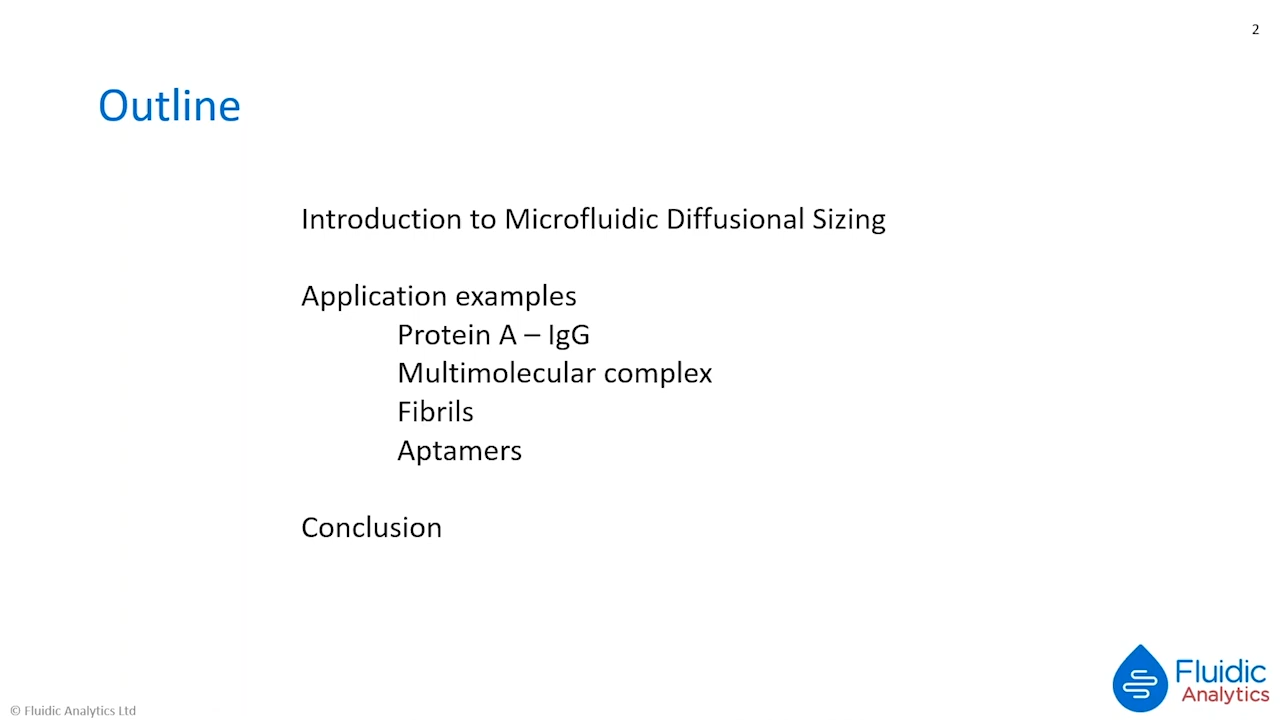 2
Outline
Introduction to Microfluidic Diffusional Sizing
Application examples
Protein A – IgG
Multimolecular complex
Fibrils
Aptamers
Conclusion
Fluidic
Analytics
© Fluidic Analytics Ltd